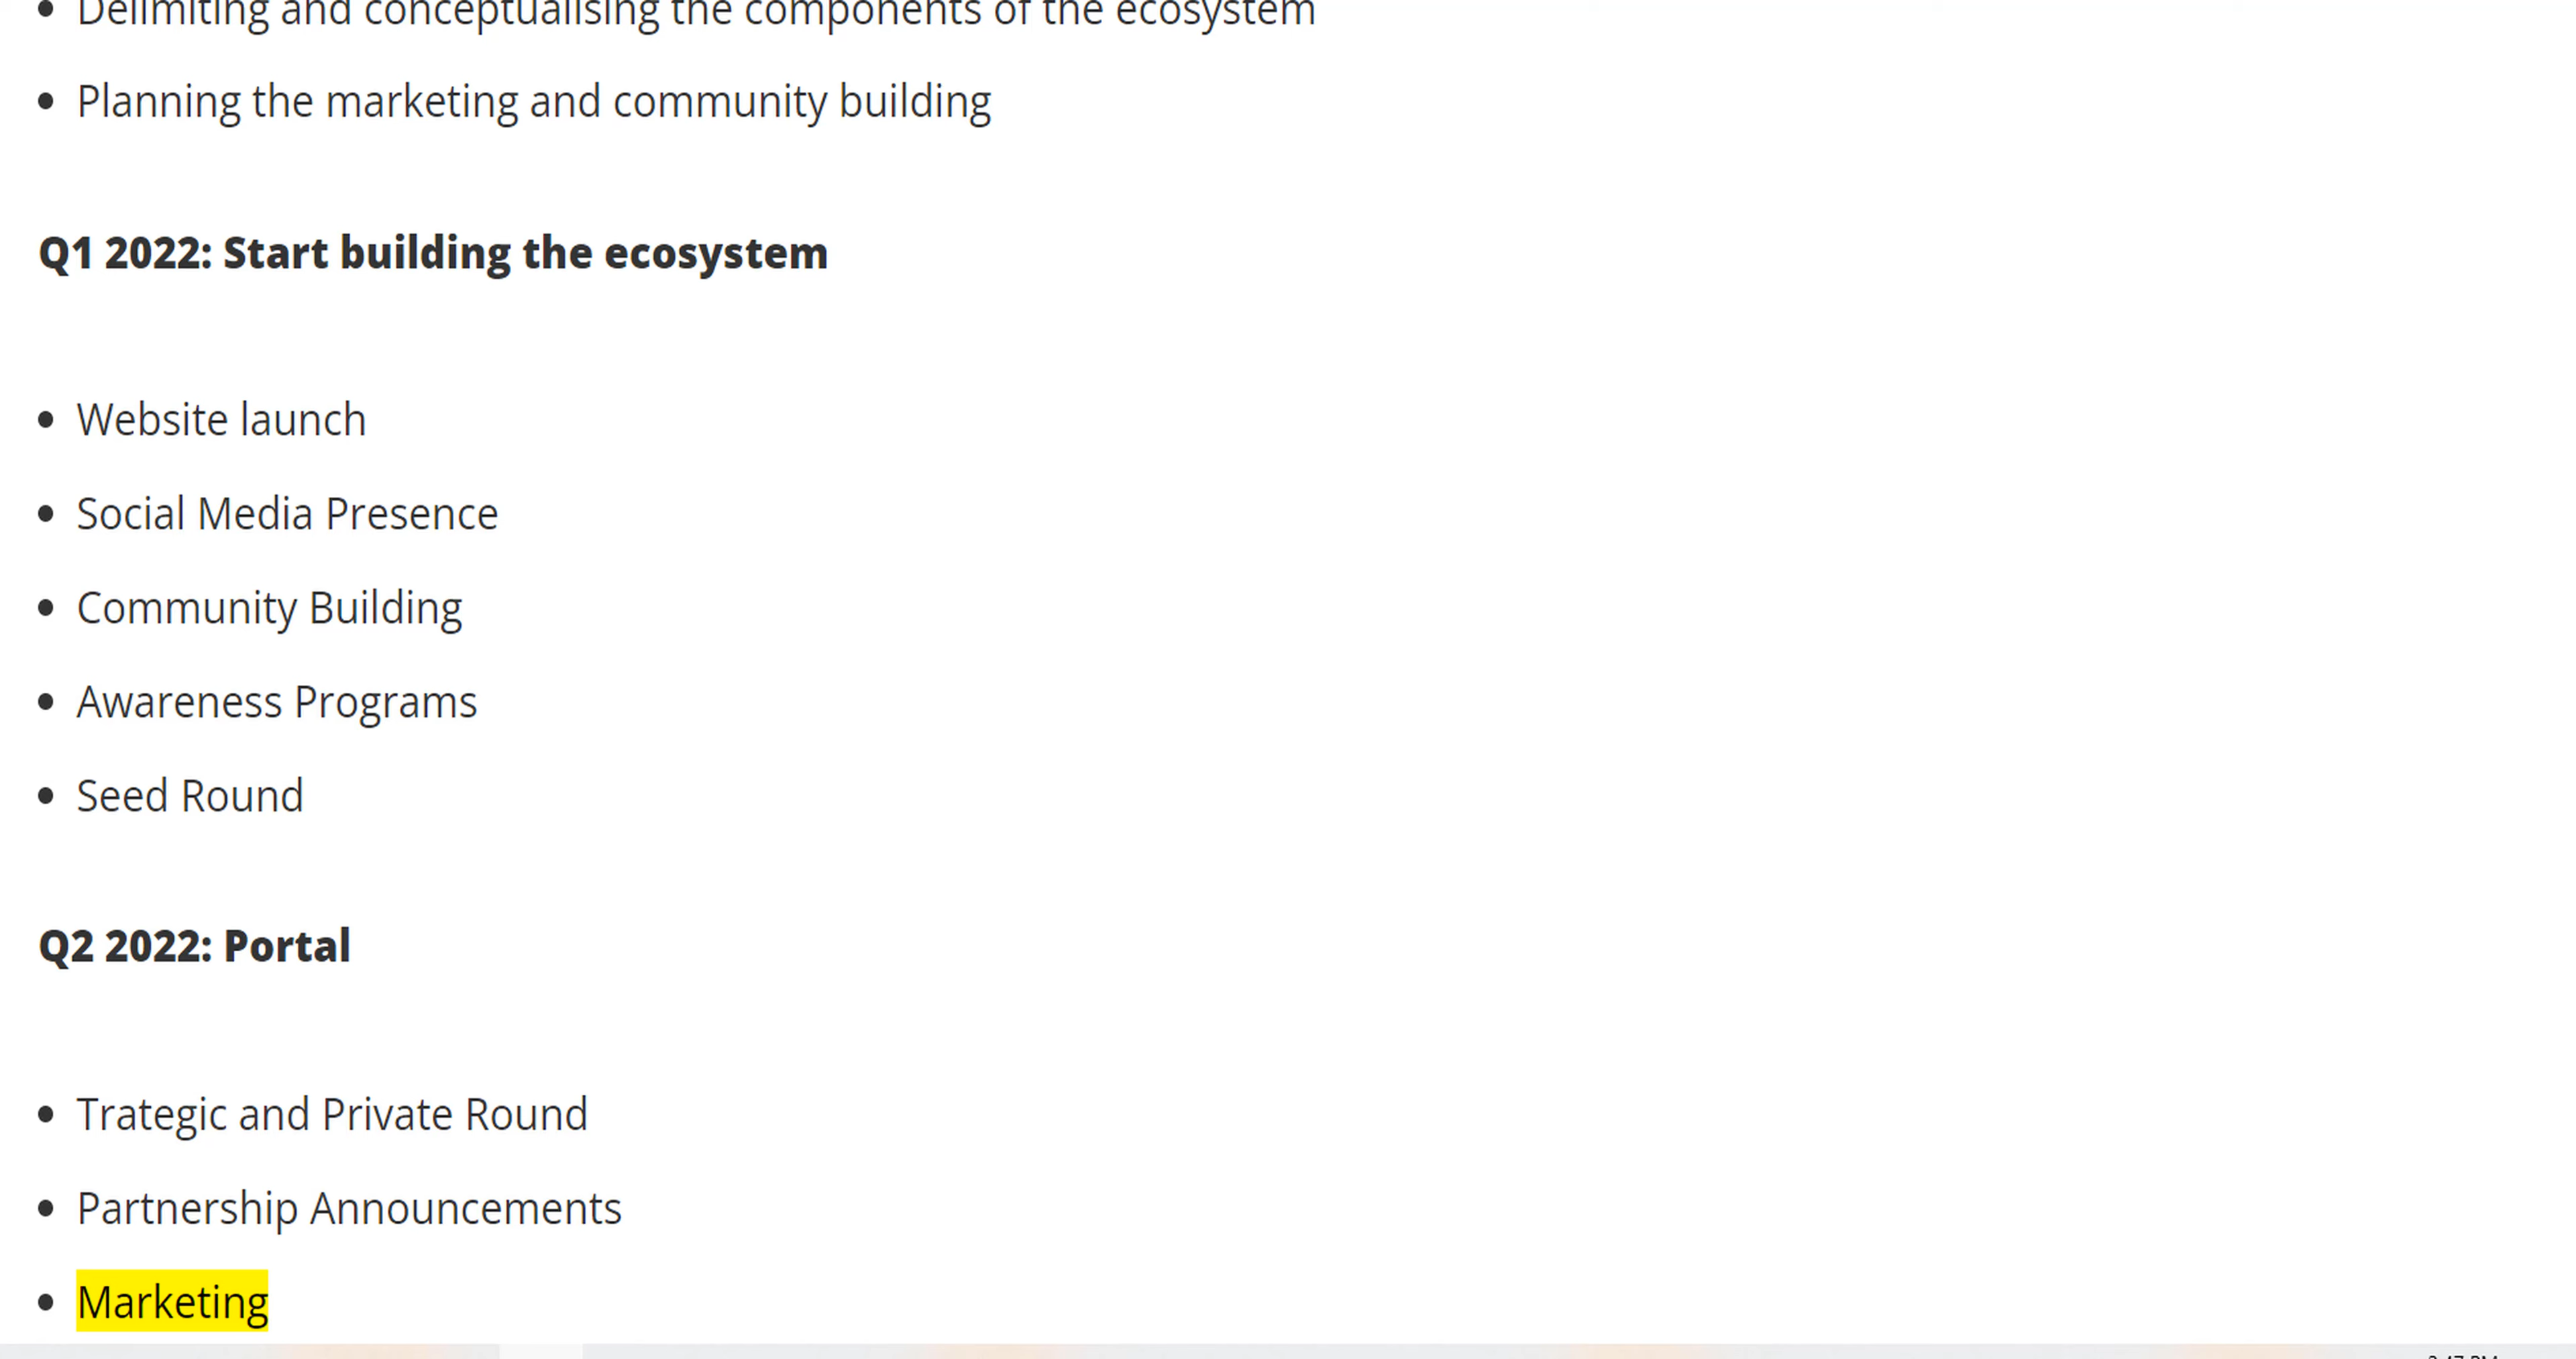 • Delimiting and conceptualising the components of the ecosystem
• Planning the marketing and community building
Q1 2022: Start building the ecosystem
• Website launch
• Social Media Presence
• Community Building
• Awareness Programs
• Seed Round
Q2 2022: Portal
• Trategic and Private Round
• Partnership Announcements
• Marketing